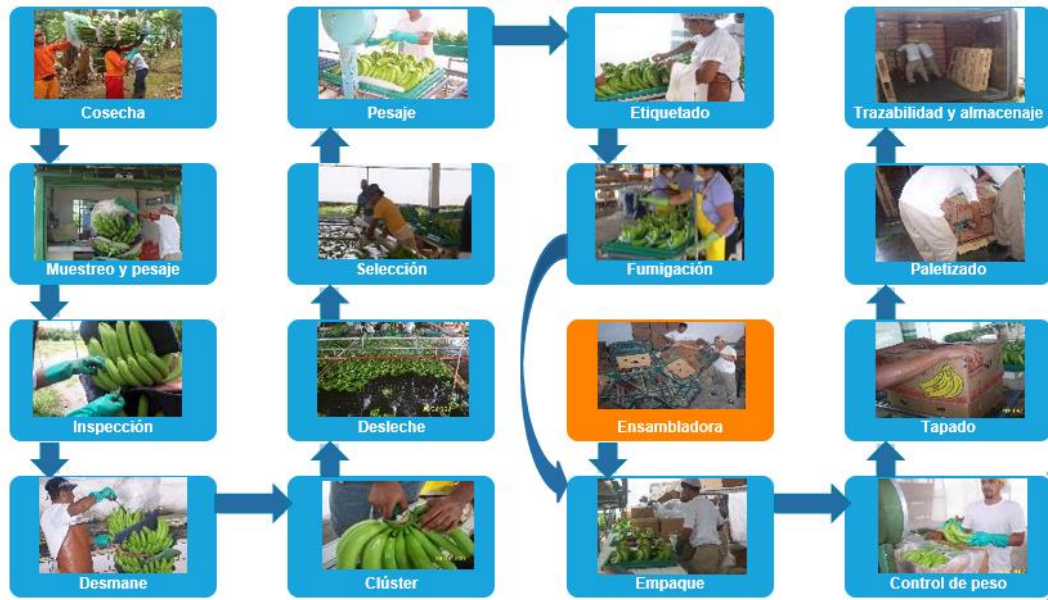 Cosecha
Muestreo y pesaje
Inspección
Desmane
Clúster
Desleche
Selección
Pesaje
Etiquetado
Fumigación
Ensambladora
Empaque
Control de peso
Tapado
Paletizado
Trazabilidad y almacenaje